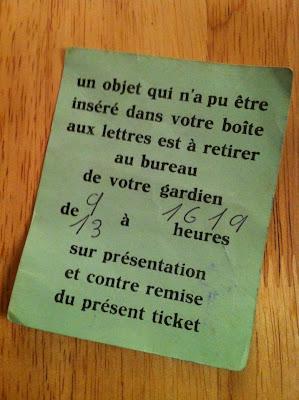 un objet qui n'a pu être
inséré dans votre boîte
aux lettres est à retirer
au bureau
de votre gardien
de 9 à 16 19
13 heures
sur présentation
et contre remise
du présent ticket